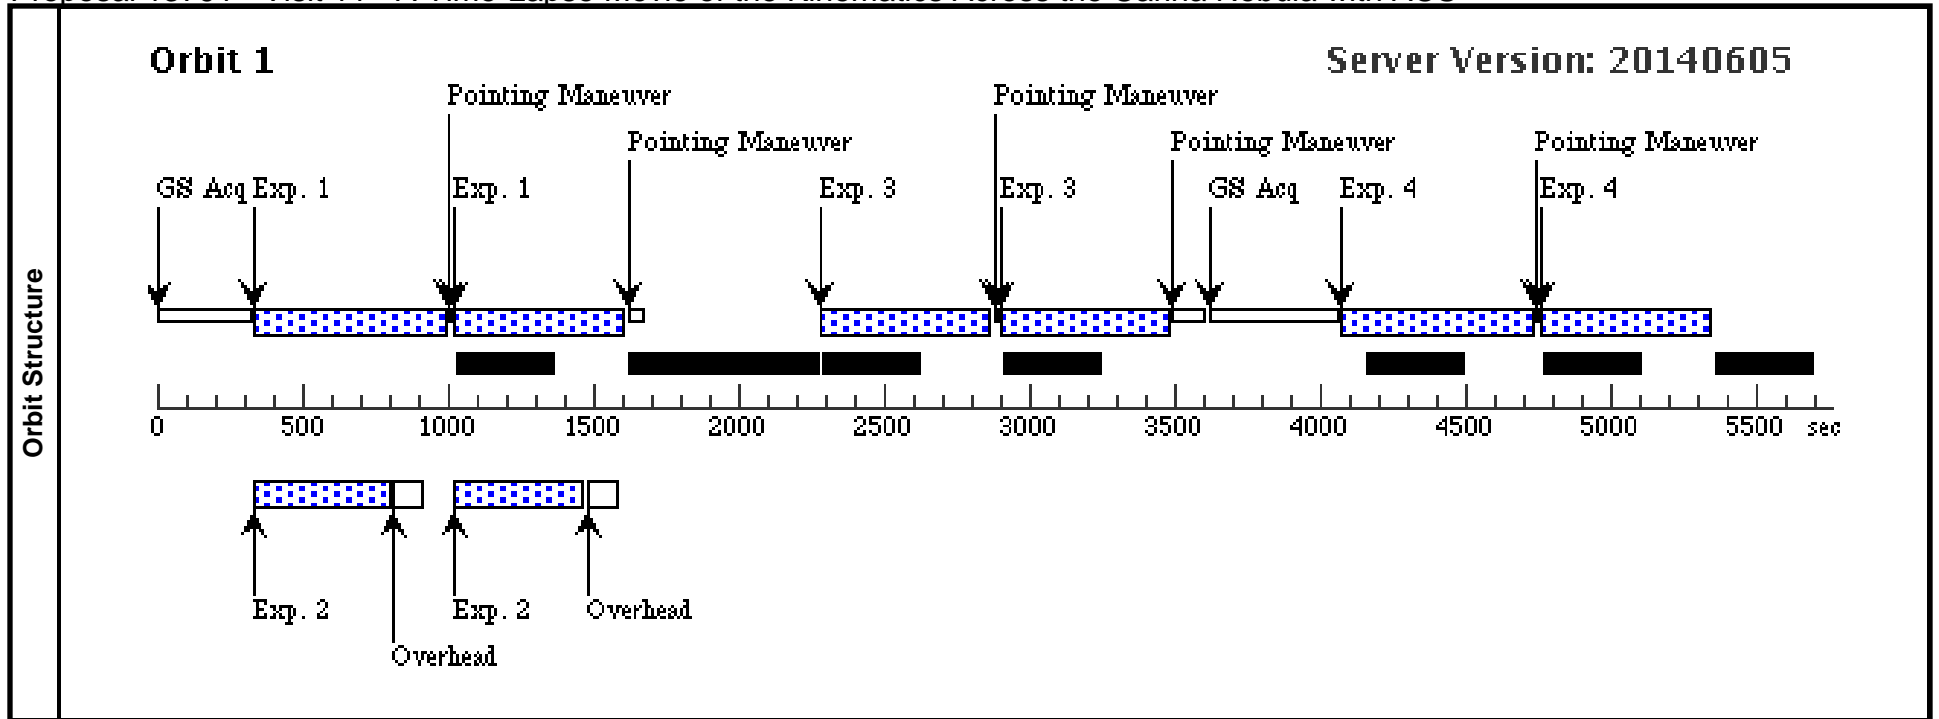 Orbit Structure
Orbit 1
Server Version: 20140605
Pointing Maneuver
Pointing Maneuver
Pointing Maneuver
Pointing Maneuver
Pointing Maneuver
GS Acq
Exp. 1
Exp. 1
Exp. 3
Exp. 3
GS Acq
Exp. 4
Exp. 4
0 500 1000 1500 2000 2500 3000 3500 4000 4500 5000 5500 sec
Exp. 2
Exp. 2
Overhead
Overhead